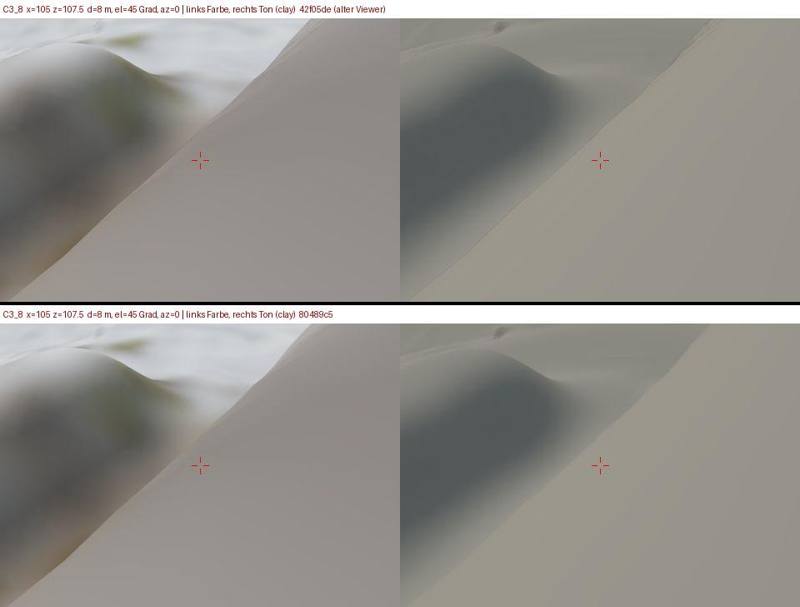 C3_8 x=105 z=107.5 d=8 m, el=45 Grad, az=0 | links Farbe, rechts Ton (clay) 42f05de (alter Viewer)
C3_8 x=105 z=107.5 d=8 m, el=45 Grad, az=0 | links Farbe, rechts Ton (clay) 80489c5